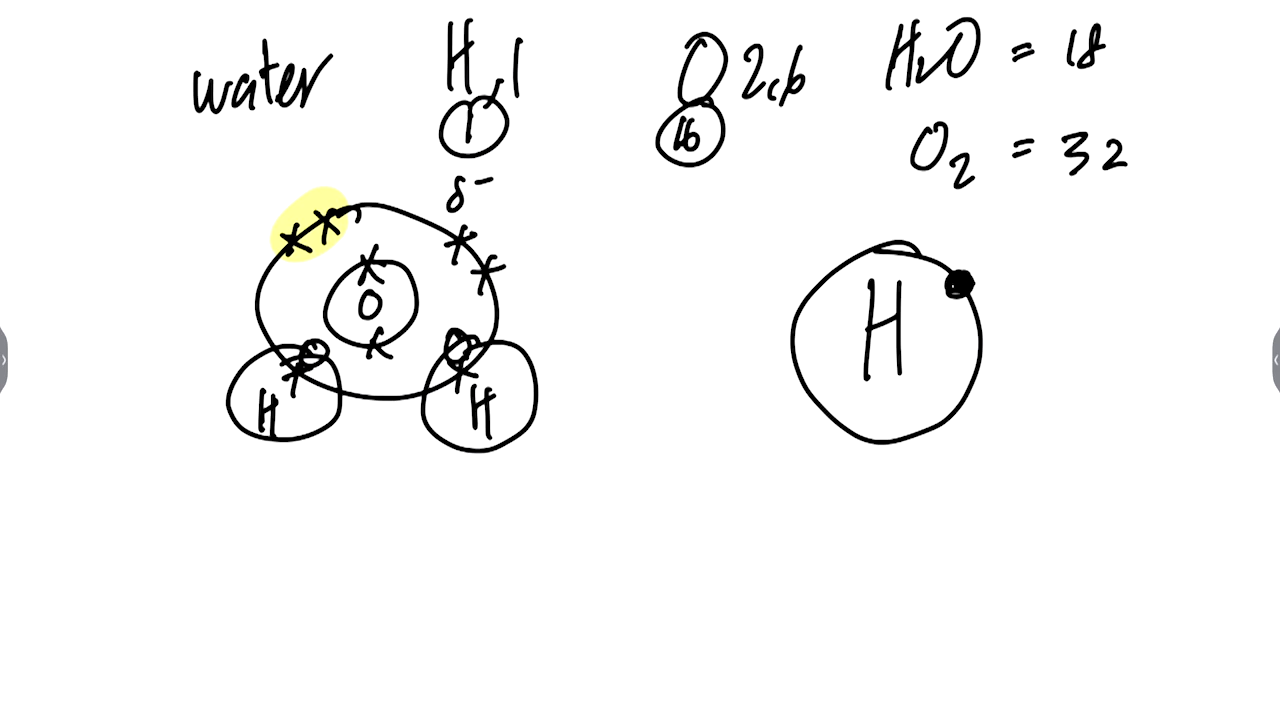 water
H , 1
1
O 2,6
16
H₂O = 18
O₂ = 32
δ-
O
H
H
H